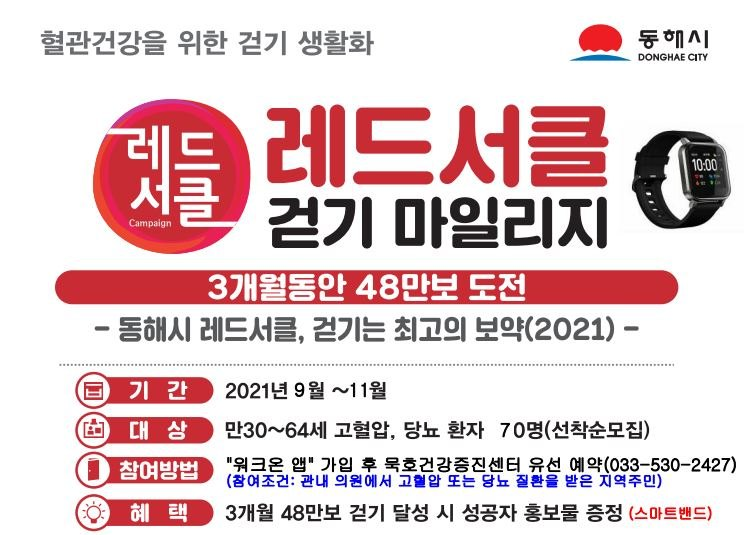 혈관건강을 위한 걷기 생활화
동해시
DONGHAE CITY
레드
서클
Campaign
레드서클
걷기 마일리지
10:00
3개월동안 48만보 도전
- 동해시 레드서클, 걷기는 최고의 보약(2021) -
기 간 2021년 9월 ~11월
대 상 만30~64세 고혈압, 당뇨 환자 70명(선착순모집)
참여방법 "워크온 앱" 가입 후 묵호건강증진센터 유선 예약(033-530-2427)
(참여조건: 관내 의원에서 고혈압 또는 당뇨 질환을 받은 지역주민)
혜 택 3개월 48만보 걷기 달성 시 성공자 홍보물 증정 (스마트밴드)